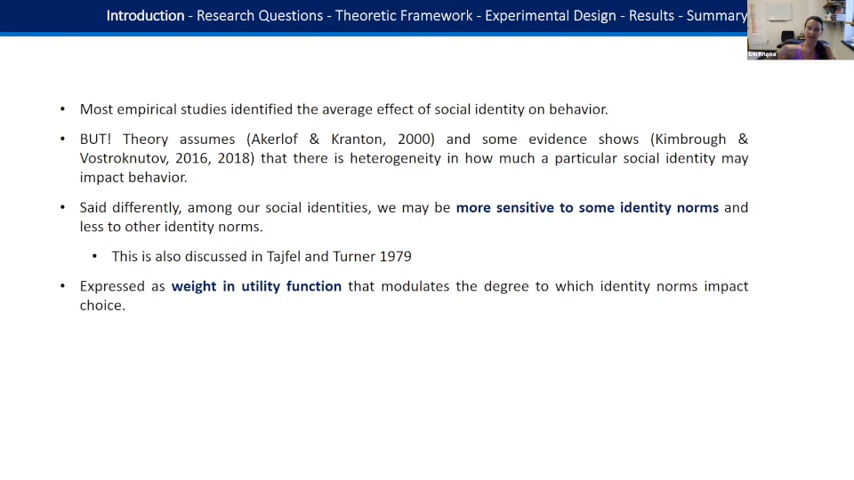 Introduction - Research Questions - Theoretic Framework - Experimental Design - Results - Summary
Erin Krupka
• Most empirical studies identified the average effect of social identity on behavior.
• BUT! Theory assumes (Akerlof & Kranton, 2000) and some evidence shows (Kimbrough &
Vostroknutov, 2016, 2018) that there is heterogeneity in how much a particular social identity may
impact behavior.
• Said differently, among our social identities, we may be more sensitive to some identity norms and
less to other identity norms.
• This is also discussed in Tajfel and Turner 1979
• Expressed as weight in utility function that modulates the degree to which identity norms impact
choice.